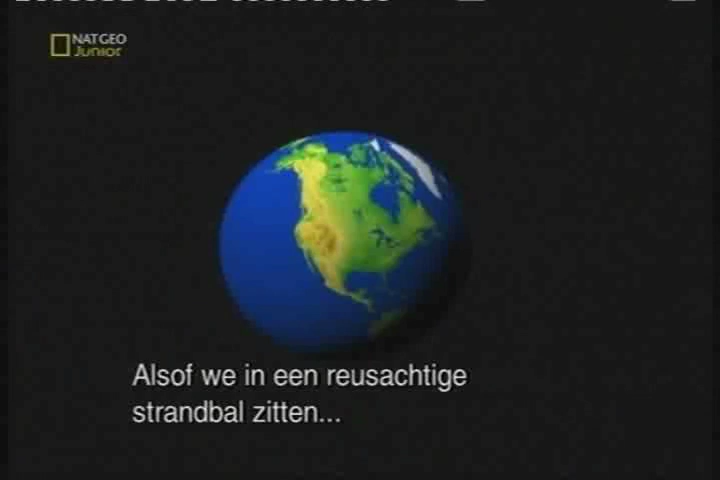 NATGEO
Junior
Alsof we in een reusachtige
strandbal zitten...